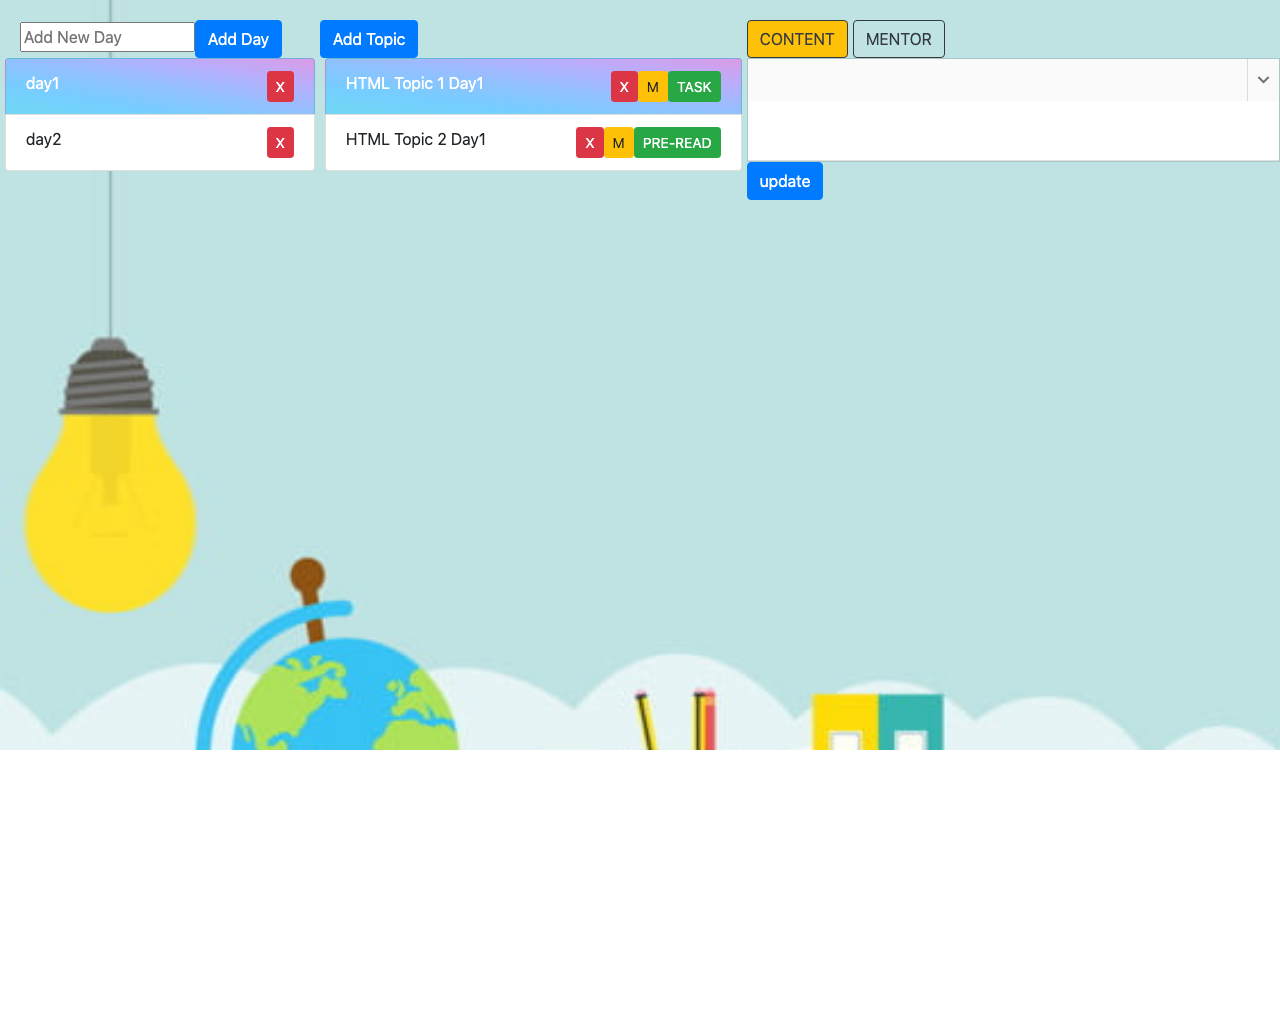 Add New Day Add Day Add Topic CONTENT MENTOR
day1 X HTML Topic 1 Day1 X M TASK
day2 X HTML Topic 2 Day1 X M PRE-READ
update